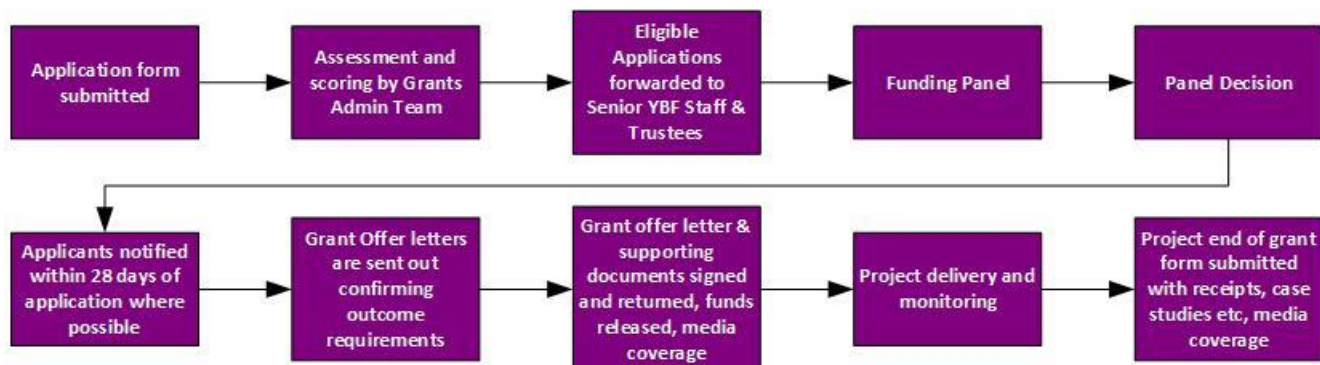 Application form
submitted
Assessment and
scoring by Grants
Admin Team
Eligible
Applications
forwarded to
Senior YBF Staff &
Trustees
Funding Panel
Panel Decision
Applicants notified
within 28 days of
application where
possible
Grant Offer letters
are sent out
confirming
outcome
requirements
Grant offer letter &
supporting
documents signed
and returned, funds
released, media
coverage
Project delivery and
monitoring
Project end of grant
form submitted
with receipts, case
studies etc, media
coverage